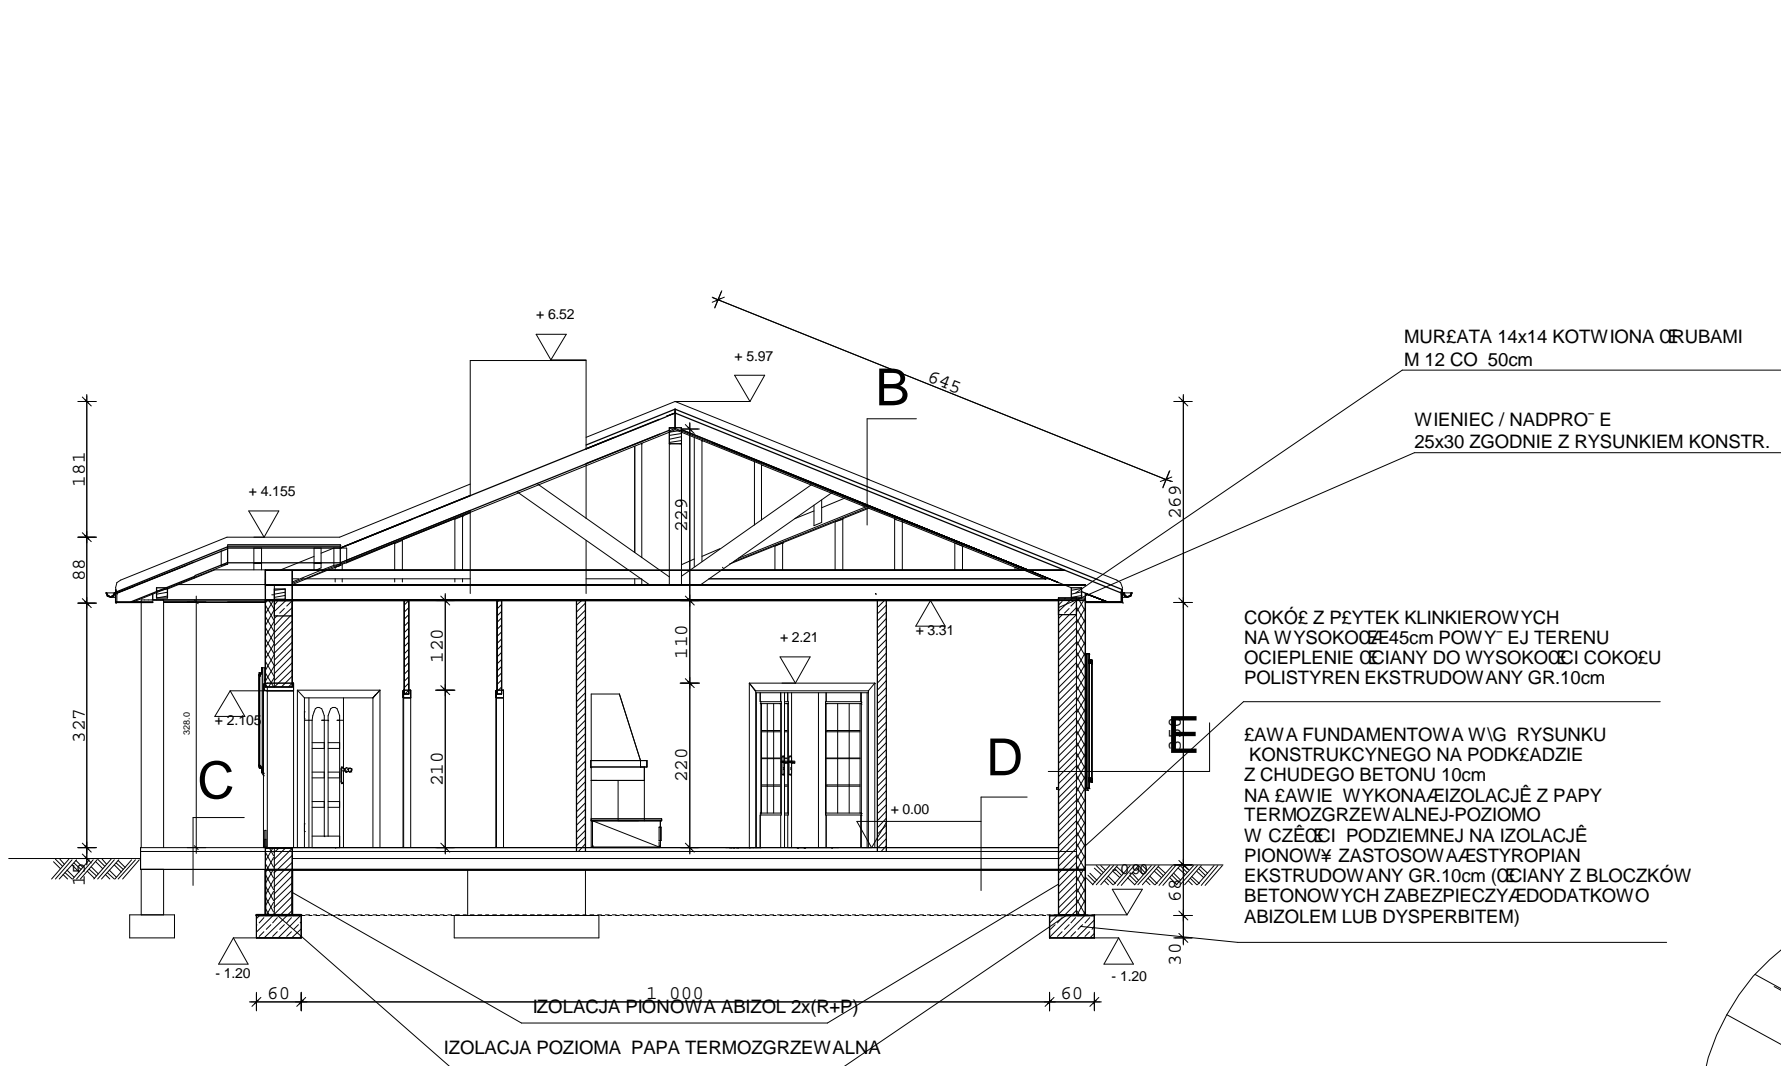 + 6.52
+ 5.97
645
B
MUR£ATA 14x14 KOTWIONA ŒRUBAMI
M 12 CO 50cm
WIENIEC / NADPRO¯E
25x30 ZGODNIE Z RYSUNKIEM KONSTR.
181
+ 4.155
229
269
88
120
110
+ 3.31
+ 2.21
COKÓ£ Z P£YTEK KLINKIEROWYCH
NA WYSOKOŒÆ 45cm POWY¯EJ TERENU
OCIEPLENIE ŒCIANY DO WYSOKOŒCI COKO£U
POLISTYREN EKSTRUDOWANY GR.10cm
327
328.0
+ 2.105
C
210
220
D
E
+ 0.00
£AWA FUNDAMENTOWA W\G RYSUNKU
KONSTRUKCYNEGO NA PODK£ADZIE
Z CHUDEGO BETONU 10cm
NA £AWIE WYKONAÆ IZOLACJÊ Z PAPY
TERMOZGRZEWALNEJ-POZIOMO
W CZÊŒCI PODZIEMNEJ NA IZOLACJÊ
PIONOW¥ ZASTOSOWAÆ STYROPIAN
EKSTRUDOWANY GR.10cm (ŒCIANY Z BLOCZKÓW
BETONOWYCH ZABEZPIECZYÆ DODATKOWO
ABIZOLEM LUB DYSPERBITEM)
15
- 0.90
68
30
- 1.20
- 1.20
60
1 000
60
IZOLACJA PIONOWA ABIZOL 2x(R+P)
IZOLACJA POZIOMA PAPA TERMOZGRZEWALNA